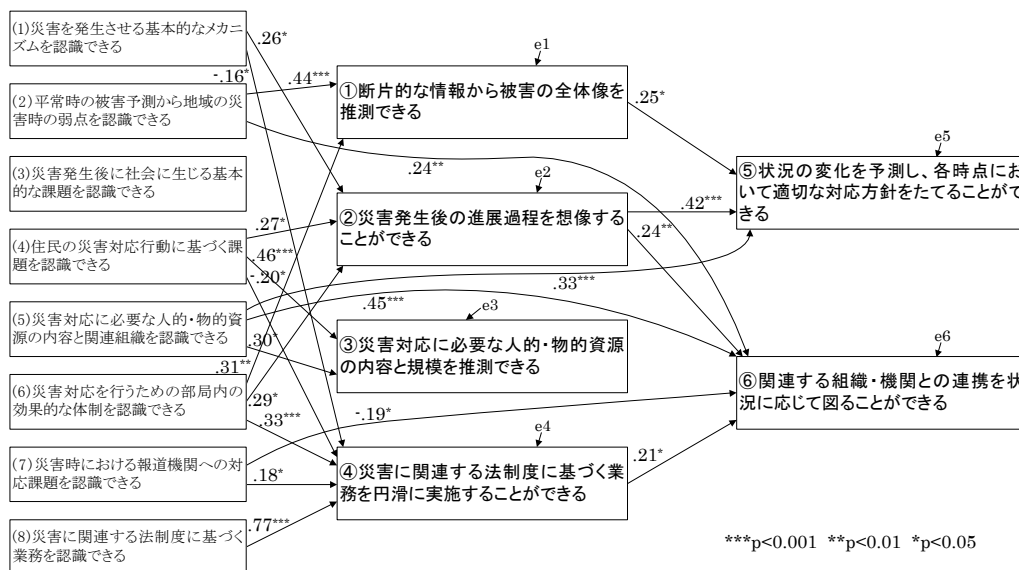 (1)災害を発生させる基本的なメカニ
ズムを認識できる
(2)平常時の被害予測から地域の災
害時の弱点を認識できる
(3)災害発生後に社会に生じる基本
的な課題を認識できる
(4)住民の災害対応行動に基づく課
題を認識できる
(5)災害対応に必要な人的・物的資
源の内容と関連組織を認識できる
(6)災害対応を行うための部局内の
効果的な体制を認識できる
(7)災害時における報道機関への対
応課題を認識できる
(8)災害に関連する法制度に基づく
業務を認識できる
.26*
-.16*
.44***
.24**
.27*
.46***
-.20*
.33***
.45***
.30*
.31**
.29*
.33***
-.19*
.18*
.77***
e1
①断片的な情報から被害の全体像を
推測できる
e2
②災害発生後の進展過程を想像する
ことができる
e3
③災害対応に必要な人的・物的資源
の内容と規模を推測できる
e4
④災害に関連する法制度に基づく業
務を円滑に実施することができる
.25*
.42***
.24**
.21*
e5
⑤状況の変化を予測し、各時点にお
いて適切な対応方針をたてることがで
きる
e6
⑥関連する組織・機関との連携を状
況に応じて図ることができる
***p<0.001 **p<0.01 *p<0.05